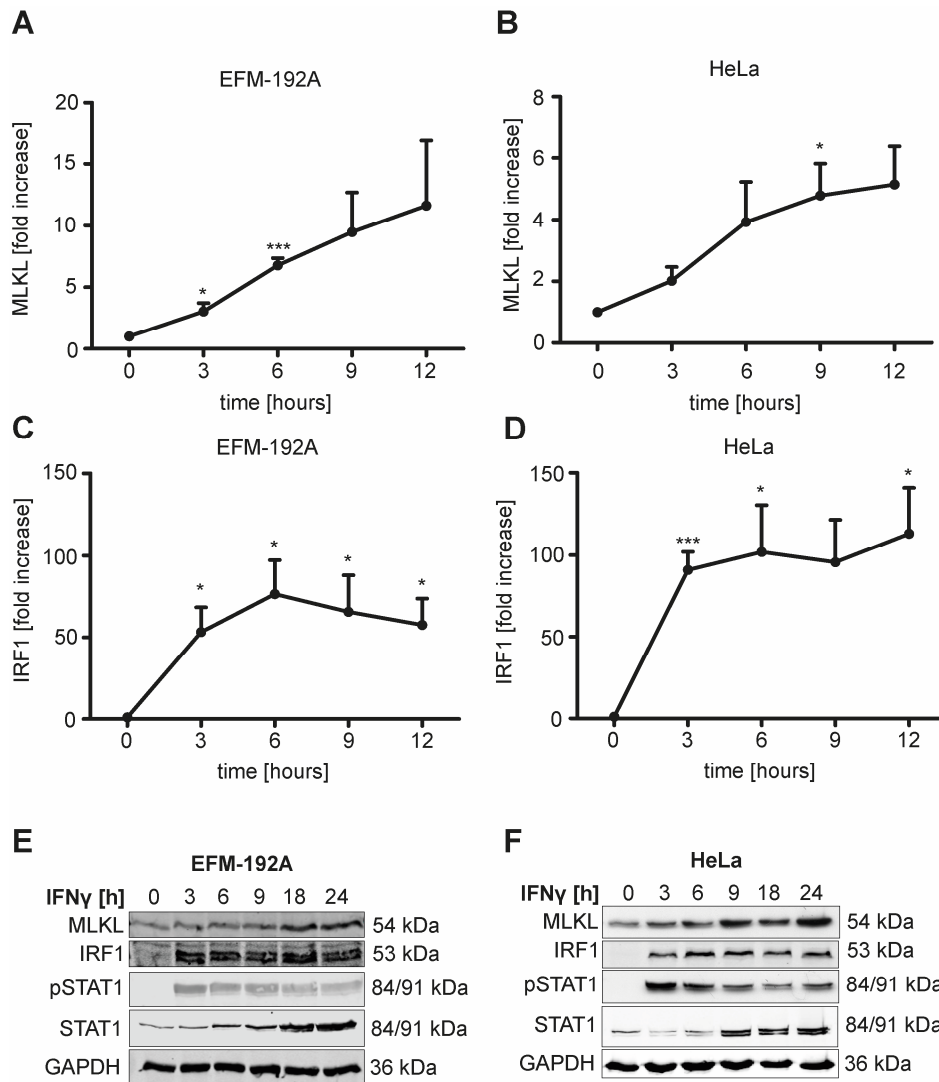 A
B
EFM-192A
HeLa
MLKL [fold increase]
20
15
10
5
0
* ***
0 3 6 9 12
time [hours]
MLKL [fold increase]
8
6
4
2
0
*
0 3 6 9 12
time [hours]
C
D
EFM-192A
HeLa
IRF1 [fold increase]
150
100
50
0
* * * *
0 3 6 9 12
time [hours]
IRF1 [fold increase]
150
100
50
0
*** * *
0 3 6 9 12
time [hours]
E
EFM-192A
IFNγ [h] 0 3 6 9 18 24
MLKL 54 kDa
IRF1 53 kDa
pSTAT1 84/91 kDa
STAT1 84/91 kDa
GAPDH 36 kDa
F
HeLa
IFNγ [h] 0 3 6 9 18 24
MLKL 54 kDa
IRF1 53 kDa
pSTAT1 84/91 kDa
STAT1 84/91 kDa
GAPDH 36 kDa